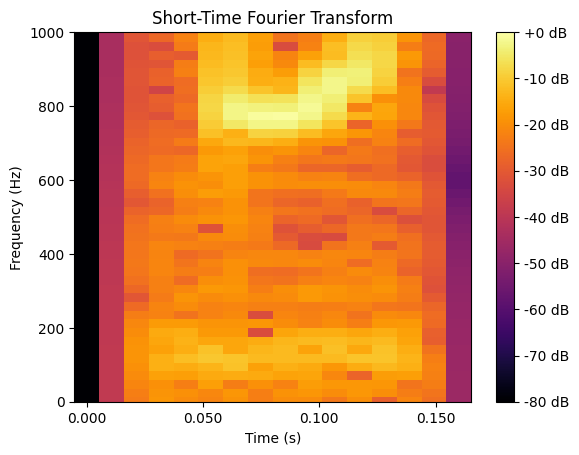 Short-Time Fourier Transform
1000
800
600
400
200
0
Frequency (Hz)
0.000
0.050
0.100
0.150
Time (s)
+0 dB
-10 dB
-20 dB
-30 dB
-40 dB
-50 dB
-60 dB
-70 dB
-80 dB